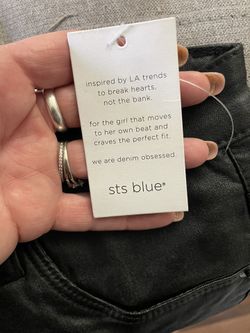 inspired by LA trends
to break hearts,
not the bank.
for the girl that moves
to her own beat and
craves the perfect fit.
we are denim obsessed.
sts blue®